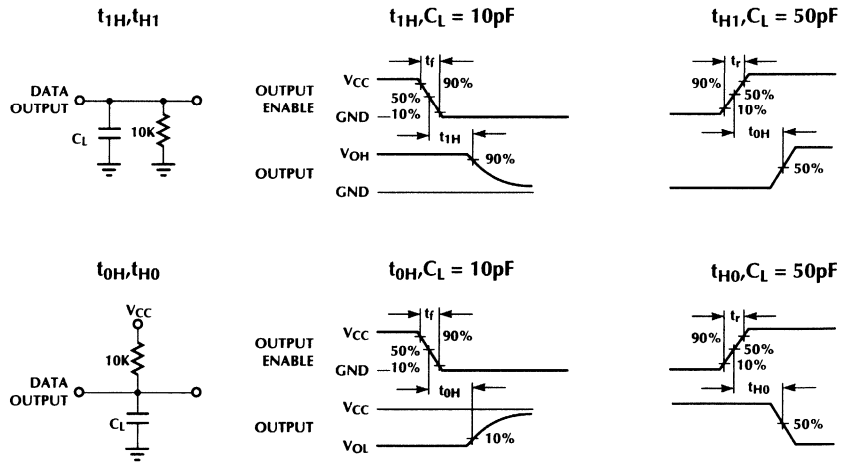 t1H,tH1
t1H,CL = 10pF
tH1,CL = 50pF
DATA
OUTPUT
CL
10K
OUTPUT
ENABLE
VCC
GND
tf
90%
50%
10%
t1H
OUTPUT
VOH
GND
90%
tr
90%
50%
10%
t0H
50%
t0H,tH0
t0H,CL = 10pF
tH0,CL = 50pF
VCC
10K
DATA
OUTPUT
CL
OUTPUT
ENABLE
VCC
GND
tf
90%
50%
10%
t0H
OUTPUT
VCC
VOL
10%
tr
90%
50%
10%
tH0
50%